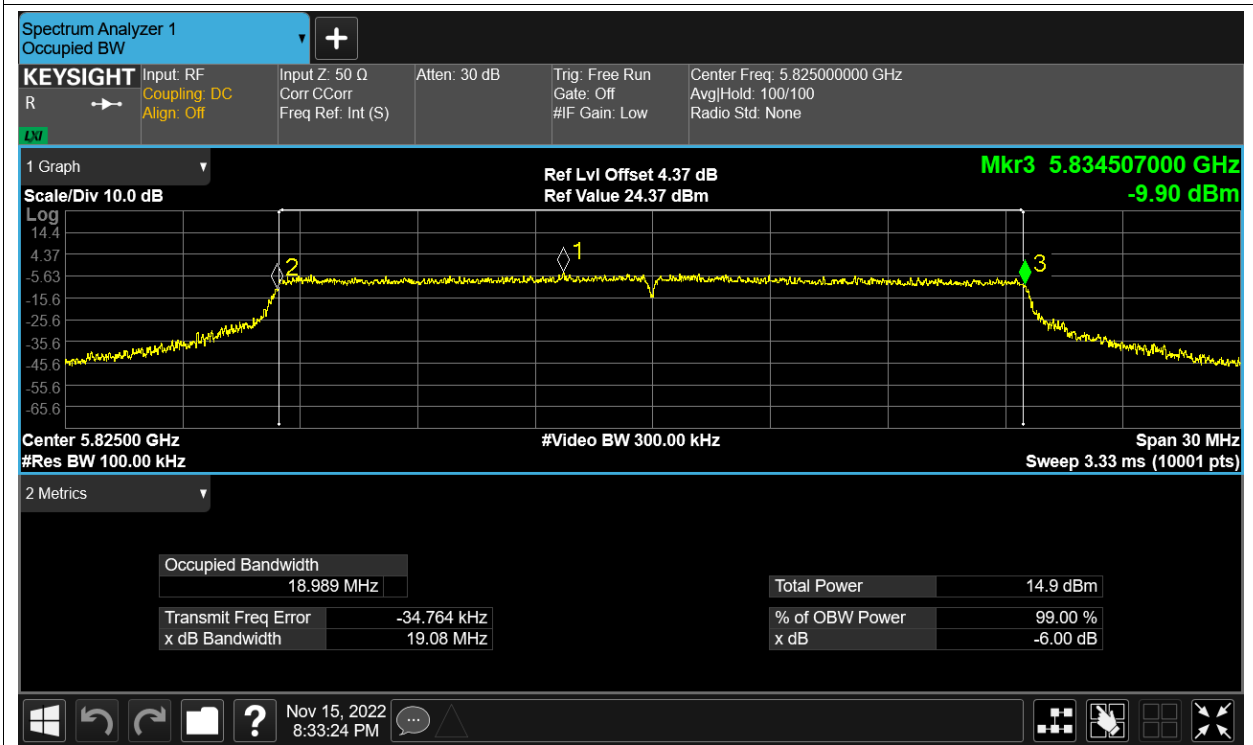 Spectrum Analyzer 1
Occupied BW
KEYSIGHT
R
LXI
Input: RF
Coupling: DC
Align: Off
Input Z: 50 Ω
Corr CCorr
Freq Ref: Int (S)
Atten: 30 dB
Trig: Free Run
Gate: Off
#IF Gain: Low
Center Freq: 5.825000000 GHz
Avg|Hold: 100/100
Radio Std: None
1 Graph
Scale/Div 10.0 dB
Ref Lvl Offset 4.37 dB
Ref Value 24.37 dBm
Mkr3 5.834507000 GHz
-9.90 dBm
Log
14.4
4.37
-5.63
-15.6
-25.6
-35.6
-45.6
-55.6
-65.6
2
1
3
Center 5.82500 GHz
#Res BW 100.00 kHz
#Video BW 300.00 kHz
Span 30 MHz
Sweep 3.33 ms (10001 pts)
2 Metrics
Occupied Bandwidth
18.989 MHz
Transmit Freq Error -34.764 kHz
x dB Bandwidth 19.08 MHz
Total Power 14.9 dBm
% of OBW Power 99.00 %
x dB -6.00 dB
?
Nov 15, 2022
8:33:24 PM